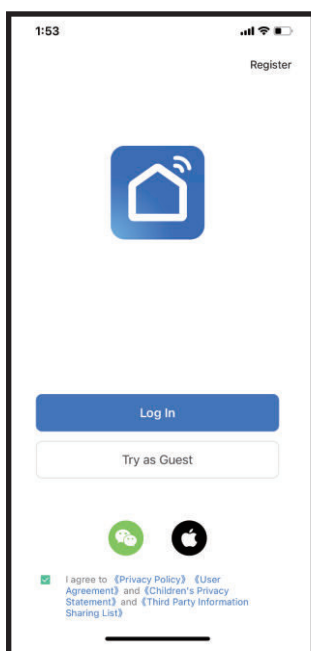 1:53
Register
Log In
Try as Guest
I agree to 《Privacy Policy》 《User
Agreement》 and 《Children's Privacy
Statement》 and 《Third Party Information
Sharing List》